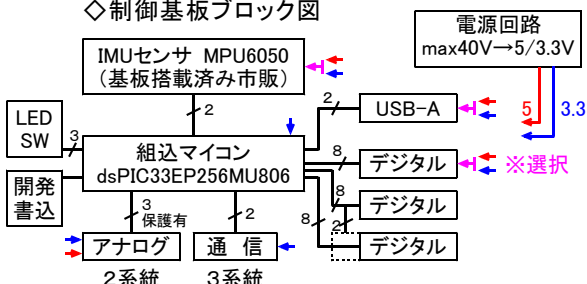 ◇制御基板ブロック図
電源回路
max40V→5/3.3V
IMUセンサ MPU6050
(基板搭載済み市販)
5
3.3
2
2
USB-A
LED
SW
3
組込マイコン
dsPIC33EP256MU806
8
デジタル
※選択
開発
書込
8
デジタル
3
保護有
2
8
2
デジタル
アナログ
通 信
2系統
3系統